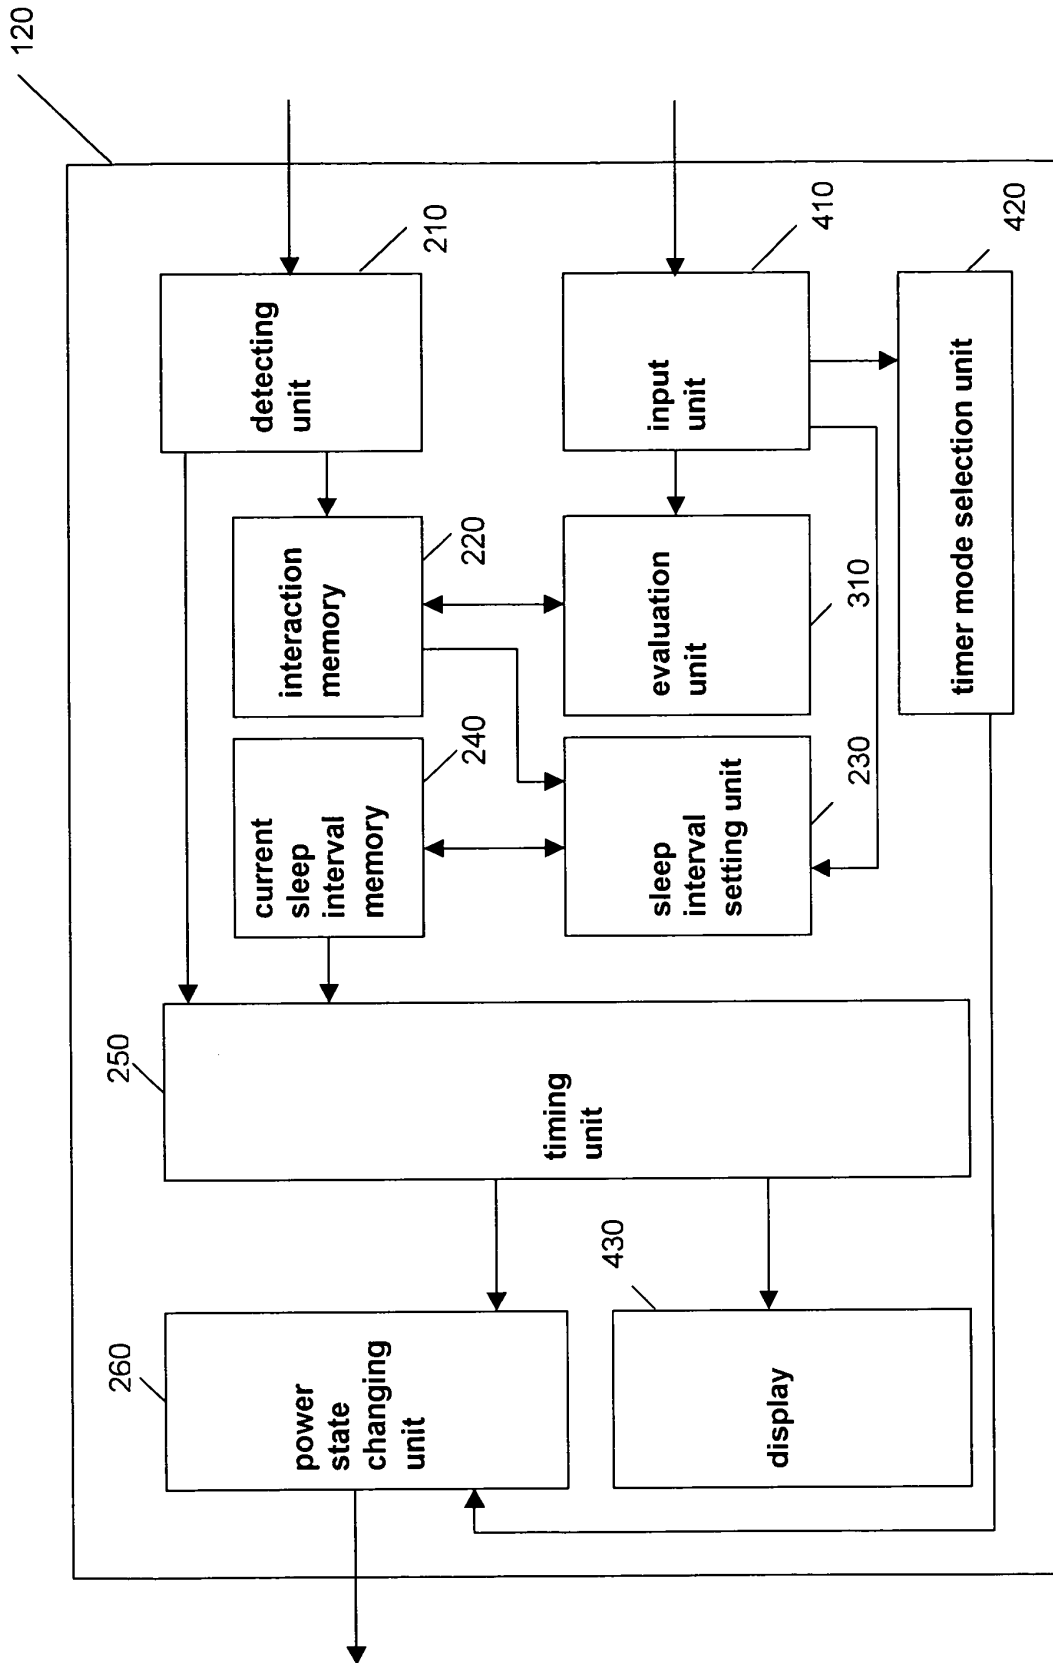 120
detecting
unit
210
input
unit
410
420
interaction
memory
220
evaluation
unit
310
timer mode selection unit
current
sleep
interval
memory
240
sleep
interval
setting unit
230
250
timing
unit
260
power
state
changing
unit
430
display